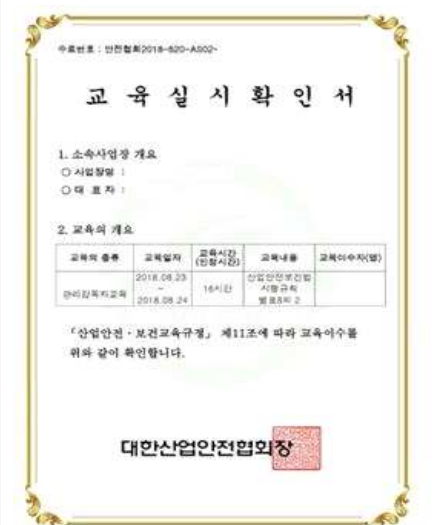 수료번호 : 안전협회2018-620-AS02-
교 육 실 시 확 인 서
1. 소속사업장 개요
○ 사업장명 :
○ 대 표 자 :
2. 교육의 개요
교육의 종류 교육일자 교육시간 (인정시간) 교육내용 교육이수자(명)
관리감독자교육 2018.08.23 ~ 2018.08.24 16시간 산업안전보건법 시행규칙 별표8의 2
「산업안전·보건교육규정」 제11조에 따라 교육이수를
위와 같이 확인합니다.
대한산업안전협회장